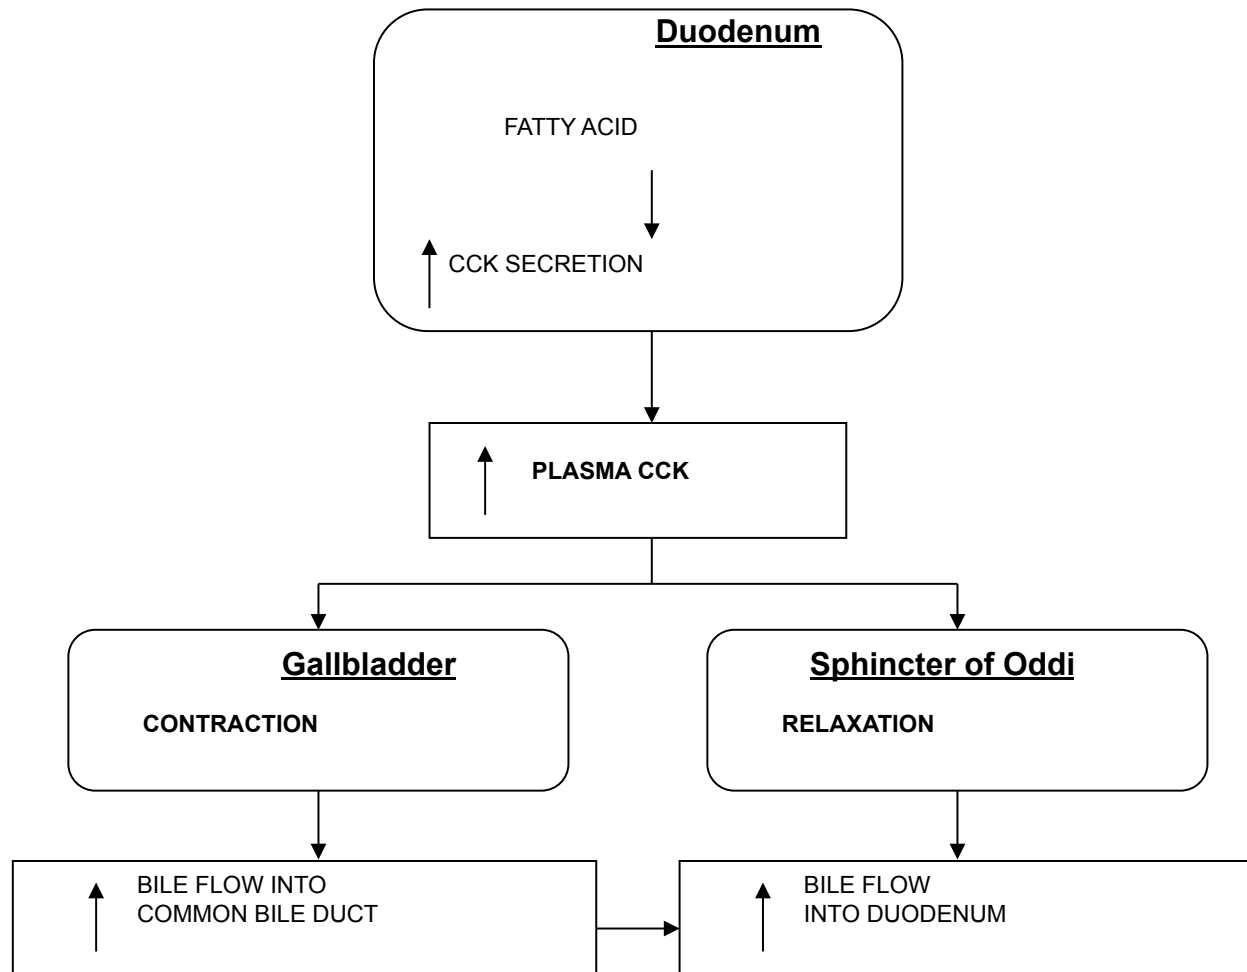 Duodenum
FATTY ACID
CCK SECRETION
PLASMA CCK
Gallbladder
CONTRACTION
Sphincter of Oddi
RELAXATION
BILE FLOW INTO
COMMON BILE DUCT
BILE FLOW
INTO DUODENUM